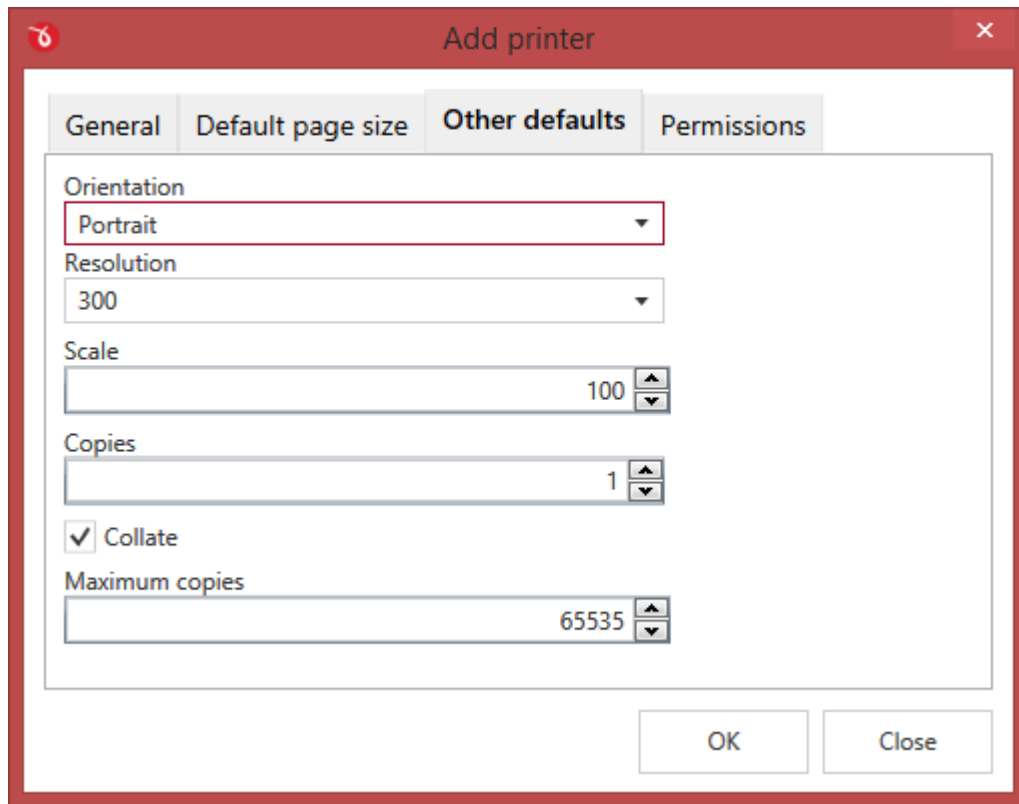 Add printer
General Default page size Other defaults Permissions
Orientation
Portrait
Resolution
300
Scale
100
Copies
1
Collate
Maximum copies
65535
OK Close